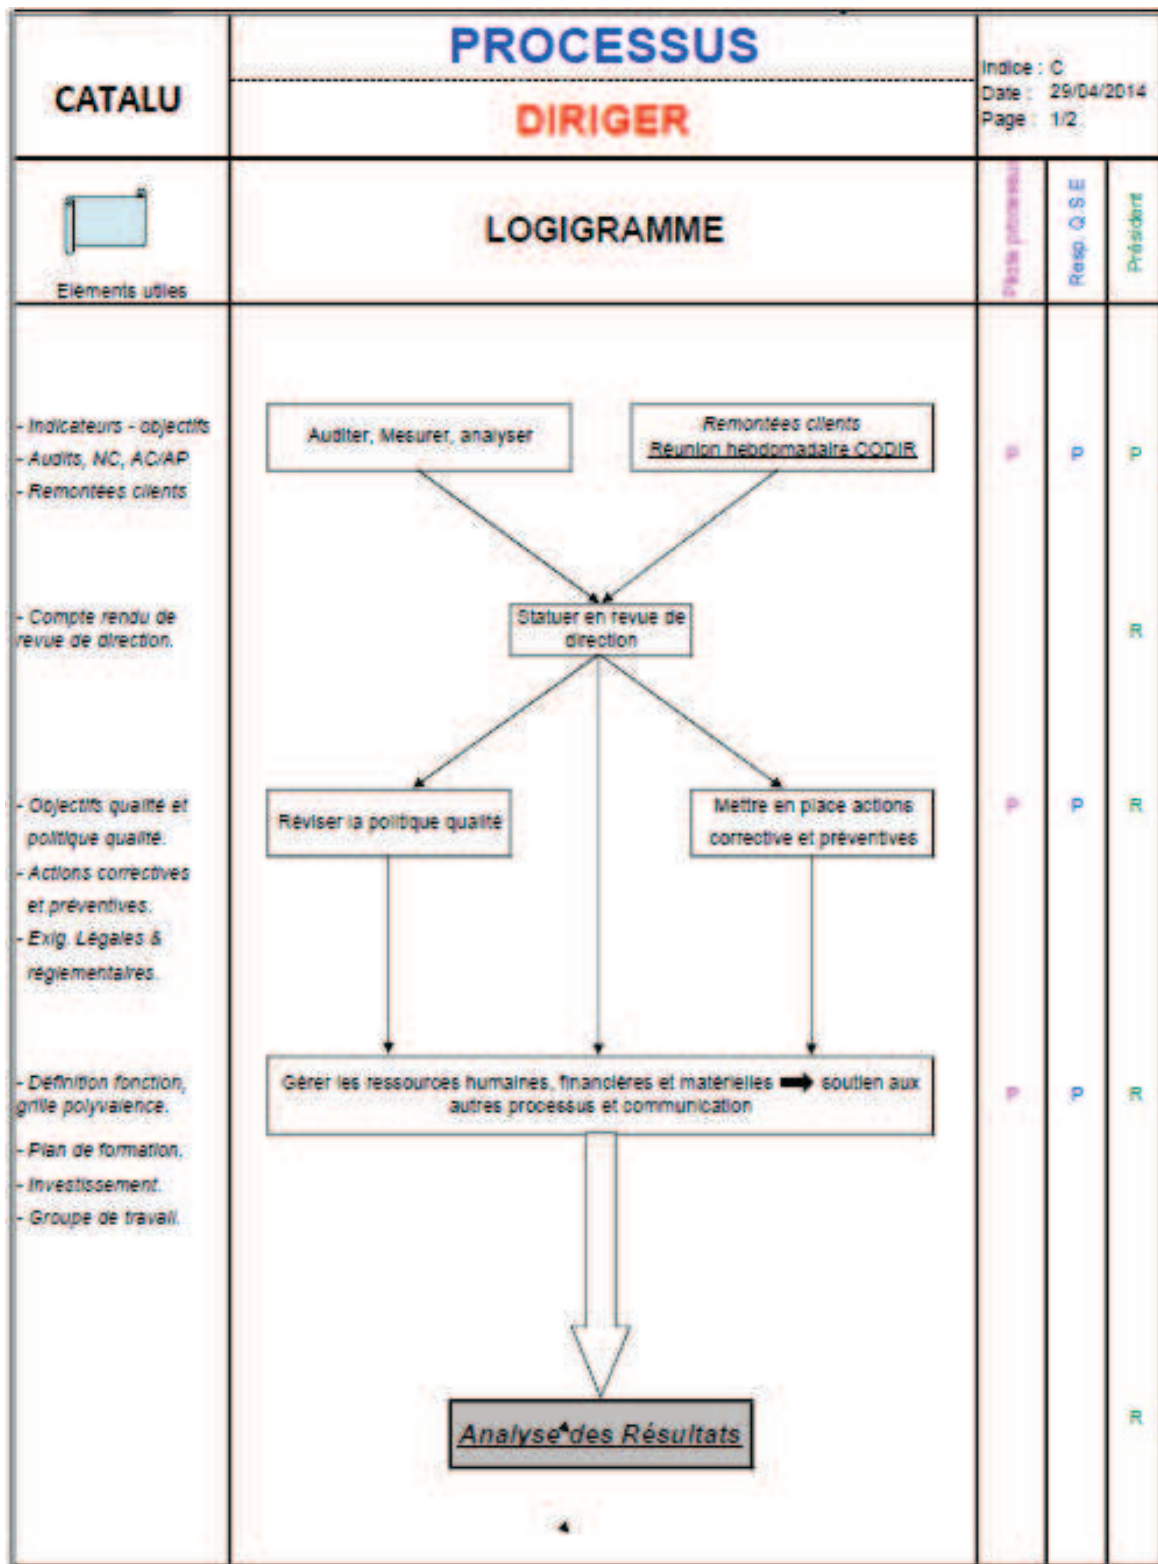 CATALU
PROCESSUS
DIRIGER
Indice : C
Date : 29/04/2014
Page : 1/2
Eléments utiles
LOGIGRAMME
Pilote processus
Resp. Q.S.E
Président
- Indicateurs - objectifs
- Audits, NC, AC/AP
- Remontées clients
Auditer, Mesurer, analyser
Remontées clients
Réunion hebdomadaire CODIR
P P P
- Compte rendu de
revue de direction.
Statuer en revue de
direction
R
- Objectifs qualité et
politique qualité.
- Actions correctives
et préventives.
- Exig. Légales &
réglementaires.
Réviser la politique qualité
Mettre en place actions
corrective et préventives
P P R
- Définition fonction,
grille polyvalence.
- Plan de formation.
- Investissement.
- Groupe de travail.
Gérer les ressources humaines, financières et matérielles ➡ soutien aux
autres processus et communication
P P R
Analyse des Résultats
R